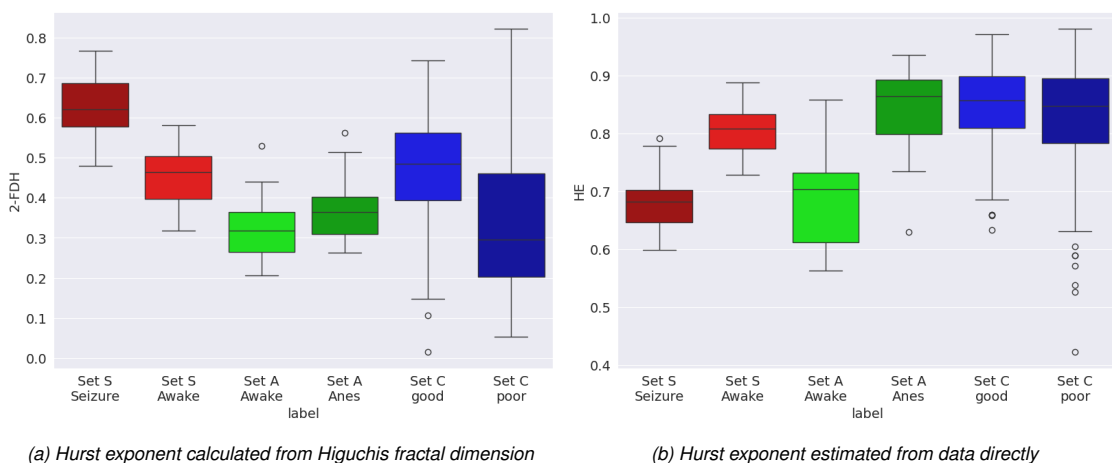 0.8
0.7
0.6
0.5
0.4
0.3
0.2
0.1
0.0
2-FDH
Set S Seizure
Set S Awake
Set A Awake
Set A Anes
Set C good
Set C poor
label
(a) Hurst exponent calculated from Higuchis fractal dimension
1.0
0.9
0.8
0.7
0.6
0.5
0.4
HE
Set S Seizure
Set S Awake
Set A Awake
Set A Anes
Set C good
Set C poor
label
(b) Hurst exponent estimated from data directly